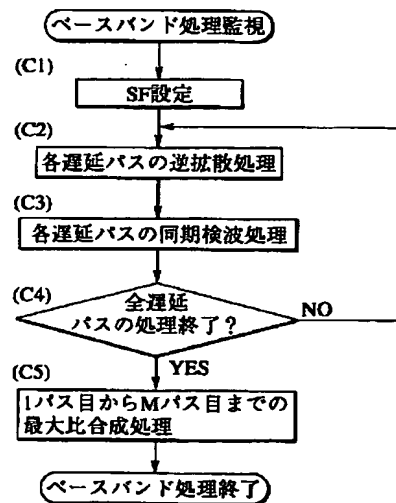 ベースバンド処理監視
(C1)
SF設定
(C2)
各遅延パスの逆拡散処理
(C3)
各遅延パスの同期検波処理
(C4)
全遅延
パスの処理終了?
NO
YES
(C5)
1パス目からMパス目までの
最大比合成処理
ベースバンド処理終了